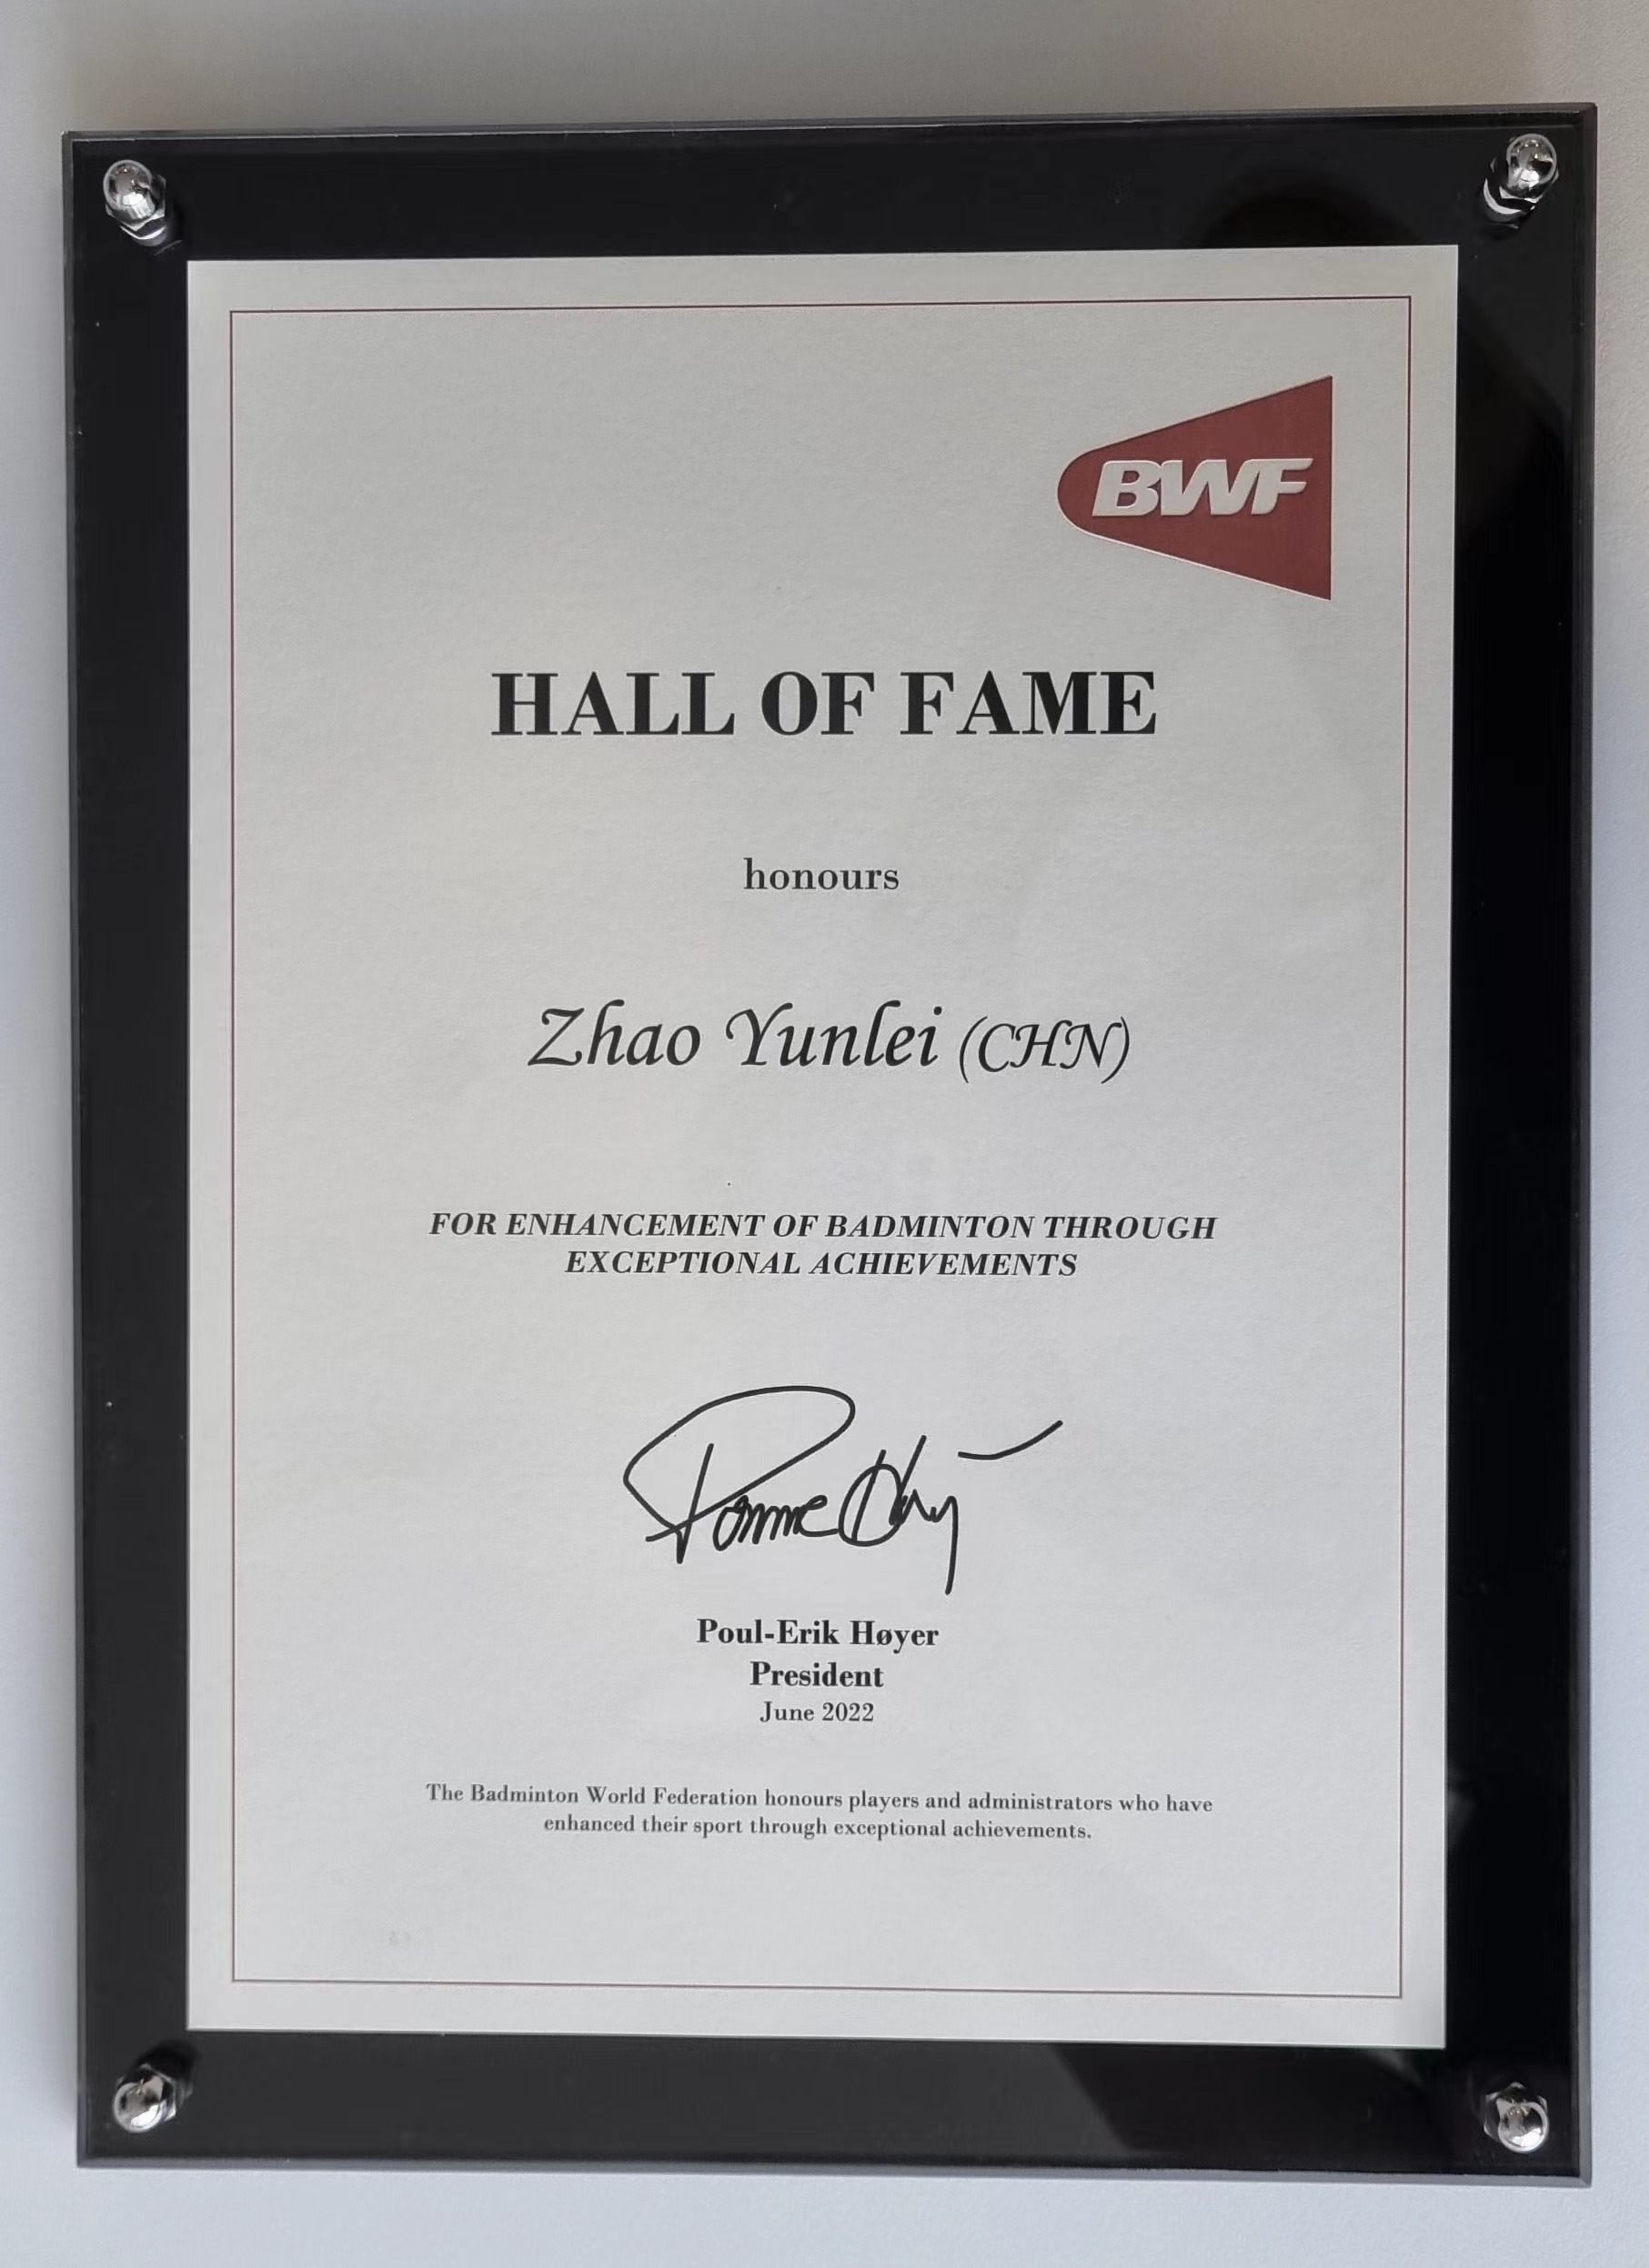 BWF
HALL OF FAME
honours
Zhao Yunlei (CHN)
FOR ENHANCEMENT OF BADMINTON THROUGH
EXCEPTIONAL ACHIEVEMENTS
Poul-Erik Høyer
President
June 2022
The Badminton World Federation honours players and administrators who have
enhanced their sport through exceptional achievements.